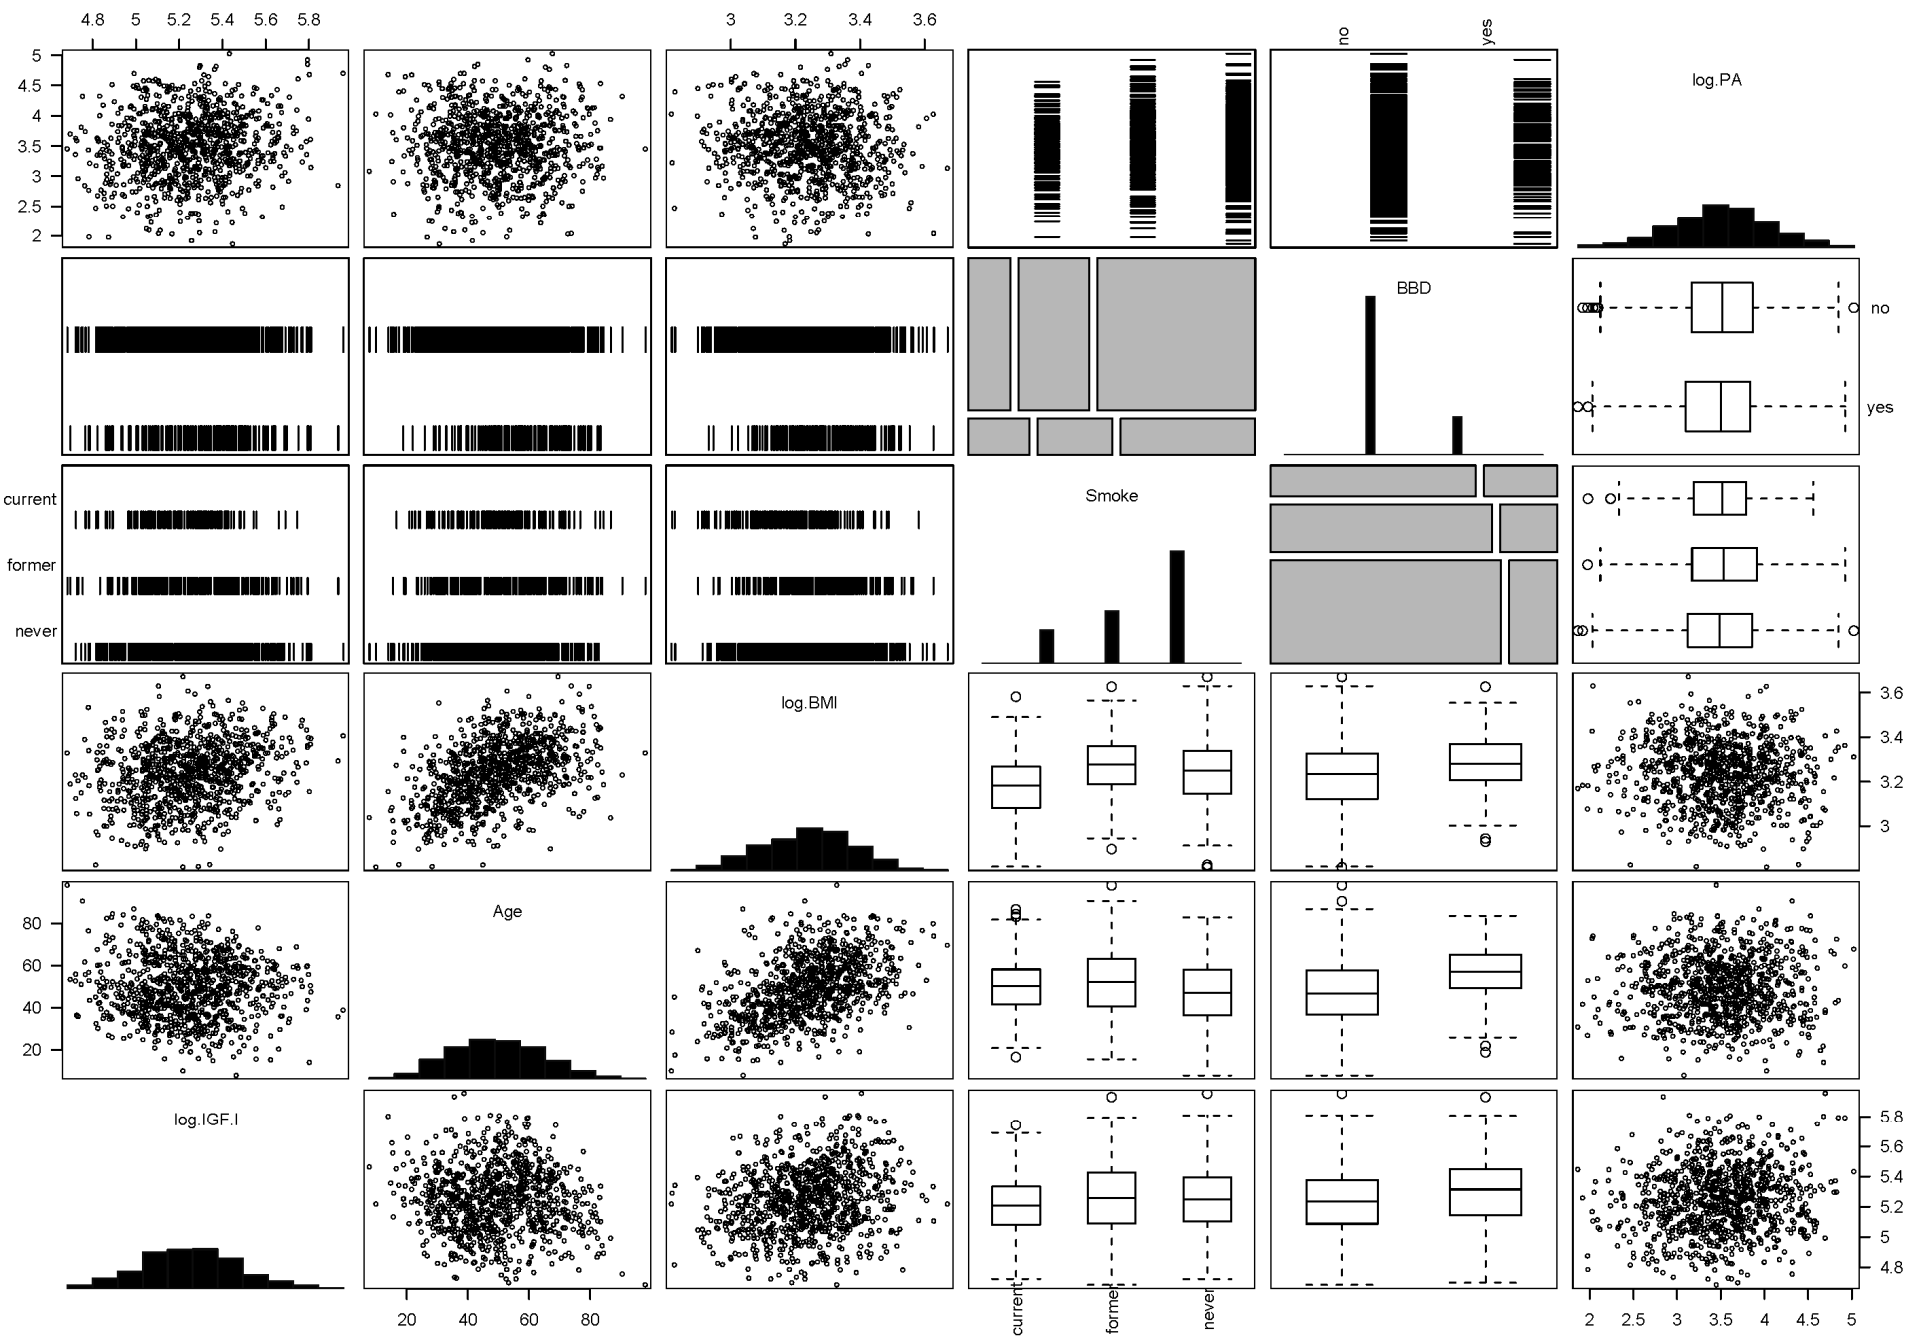 4.8 5 5.2 5.4 5.6 5.8
3 3.2 3.4 3.6
no yes
5
4.5
4
3.5
3
2.5
2
log.PA
BBD
no
yes
current
former
never
Smoke
log.BMI
3.6
3.4
3.2
3
80
60
40
20
Age
log.IGF.I
5.8
5.6
5.4
5.2
5
4.8
20 40 60 80
current former never
2 2.5 3 3.5 4 4.5 5